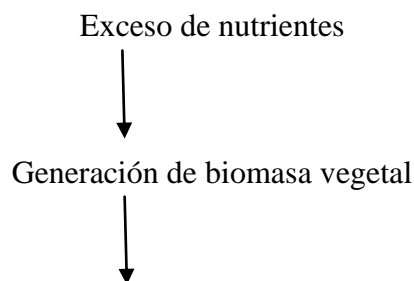 Exceso de nutrientes
Generación de biomasa vegetal